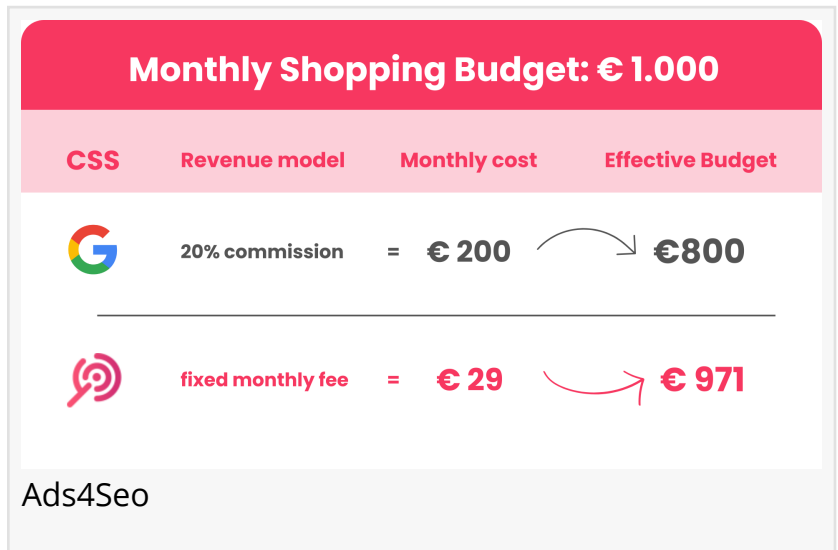 Monthly Shopping Budget: € 1.000
CSS Revenue model Monthly cost Effective Budget
20% commission = € 200 €800
fixed monthly fee = € 29 € 971
Ads4Seo